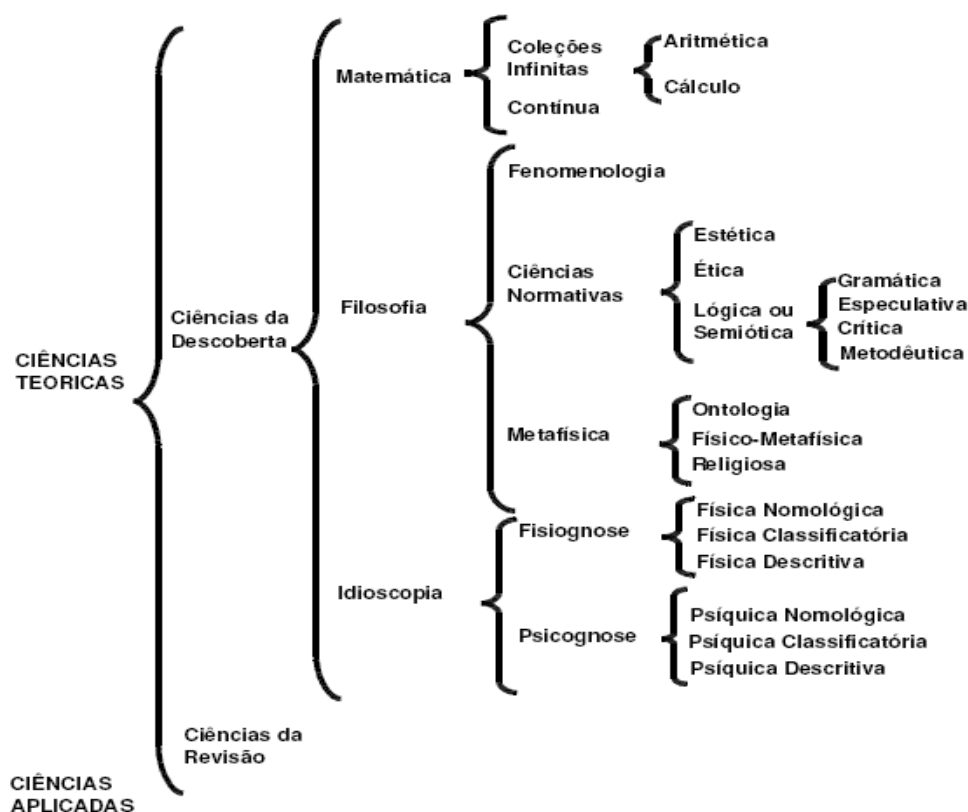 CIÊNCIAS
TEORICAS
Ciências da
Descoberta
Matemática
Coleções
Infinitas
Aritmética
Cálculo
Contínua
Filosofia
Fenomenologia
Ciências
Normativas
Estética
Ética
Lógica ou
Semiótica
Gramática
Especulativa
Crítica
Metodêutica
Metafísica
Ontologia
Físico-Metafísica
Religiosa
Idioscopia
Fisiognose
Física Nomológica
Física Classificatória
Física Descritiva
Psicognose
Psíquica Nomológica
Psíquica Classificatória
Psíquica Descritiva
Ciências da
Revisão
CIÊNCIAS
APLICADAS